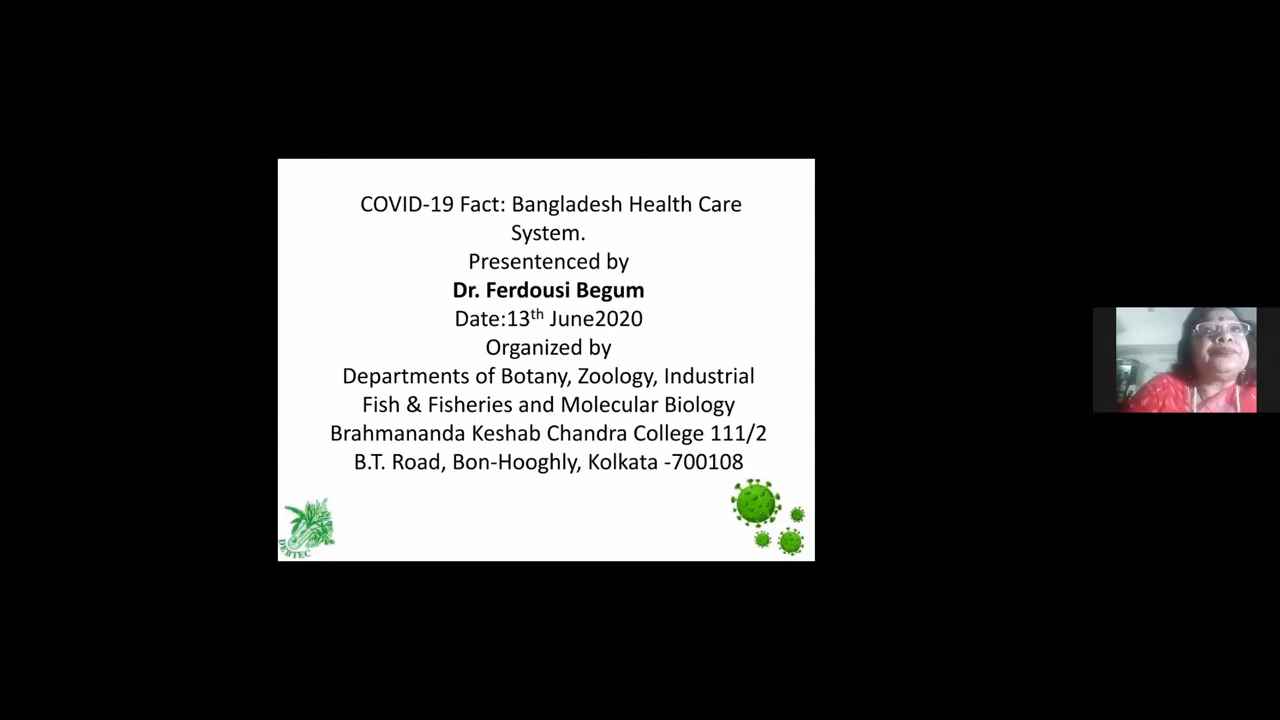 COVID-19 Fact: Bangladesh Health Care
System.
Presentenced by
Dr. Ferdousi Begum
Date:13th June2020
Organized by
Departments of Botany, Zoology, Industrial
Fish & Fisheries and Molecular Biology
Brahmananda Keshab Chandra College 111/2
B.T. Road, Bon-Hooghly, Kolkata -700108
DEBTEC